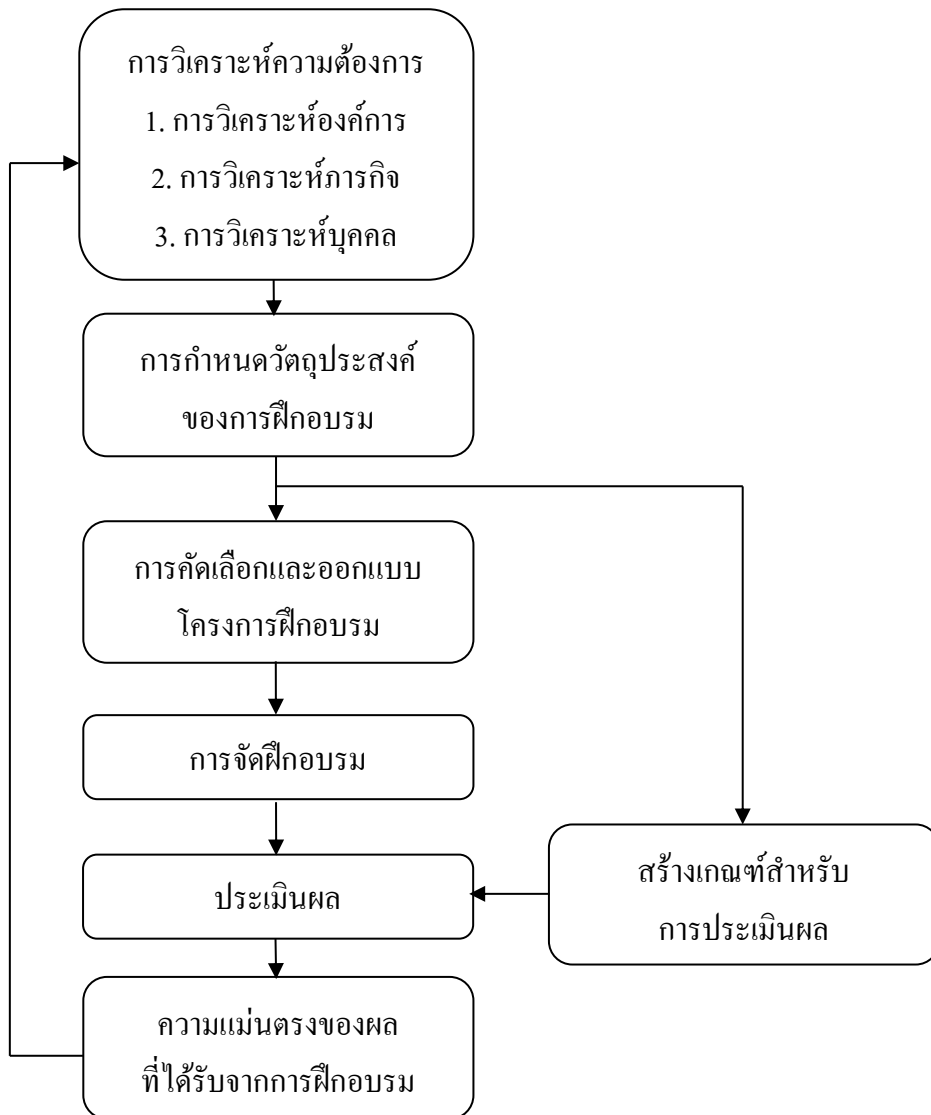 การวิเคราะห์ความต้องการ
1. การวิเคราะห์องค์การ
2. การวิเคราะห์ภารกิจ
3. การวิเคราะห์บุคคล
การกำหนดวัตถุประสงค์
ของการฝึกอบรม
การคัดเลือกและออกแบบ
โครงการฝึกอบรม
การจัดฝึกอบรม
ประเมินผล
สร้างเกณฑ์สำหรับ
การประเมินผล
ความแม่นตรงของผล
ที่ได้รับจากการฝึกอบรม